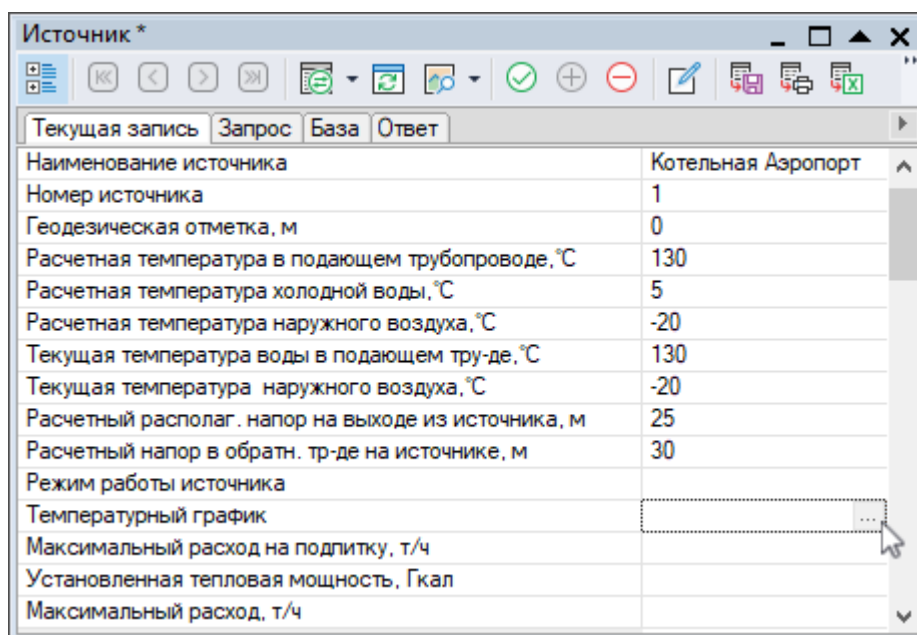 Источник *
Текущая запись Запрос База Ответ
Наименование источника Котельная Аэропорт
Номер источника 1
Геодезическая отметка, м 0
Расчетная температура в подающем трубопроводе,°C 130
Расчетная температура холодной воды,°C 5
Расчетная температура наружного воздуха,°C -20
Текущая температура воды в подающем тру-де,°C 130
Текущая температура наружного воздуха,°C -20
Расчетный располаг. напор на выходе из источника, м 25
Расчетный напор в обратн. тр-де на источнике, м 30
Режим работы источника
Температурный график ...
Максимальный расход на подпитку, т/ч
Установленная тепловая мощность, Гкал
Максимальный расход, т/ч